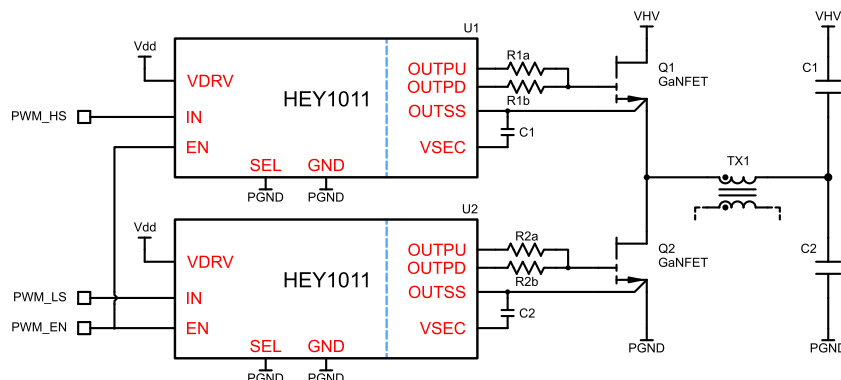 U1
VHV
VHV
Vdd
R1a
OUTPU
Q1
GaNFET
C1
VDRV
OUTPD
HEY1011
R1b
PWM_HS
IN
OUTSS
C1
EN
VSEC
SEL
GND
TX1
PGND
PGND
U2
Vdd
R2a
OUTPU
Q2
GaNFET
C2
VDRV
OUTPD
HEY1011
R2b
PWM_LS
IN
OUTSS
C2
PWM_EN
EN
VSEC
SEL
GND
PGND
PGND
PGND
PGND